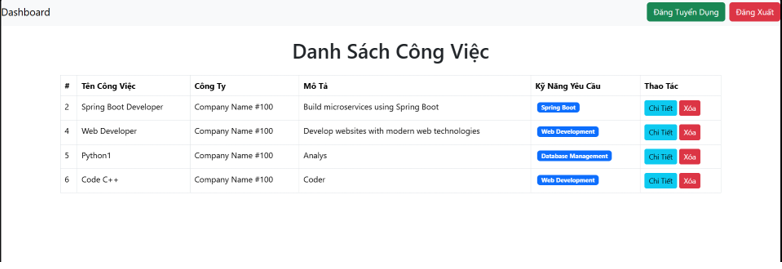 Dashboard Đăng Tuyển Dụng Đăng Xuất
Danh Sách Công Việc
# Tên Công Việc Công Ty Mô Tả Kỹ Năng Yêu Cầu Thao Tác
2 Spring Boot Developer Company Name #100 Build microservices using Spring Boot Spring Boot Chi Tiết Xóa
4 Web Developer Company Name #100 Develop websites with modern web technologies Web Development Chi Tiết Xóa
5 Python1 Company Name #100 Analys Database Management Chi Tiết Xóa
6 Code C++ Company Name #100 Coder Web Development Chi Tiết Xóa